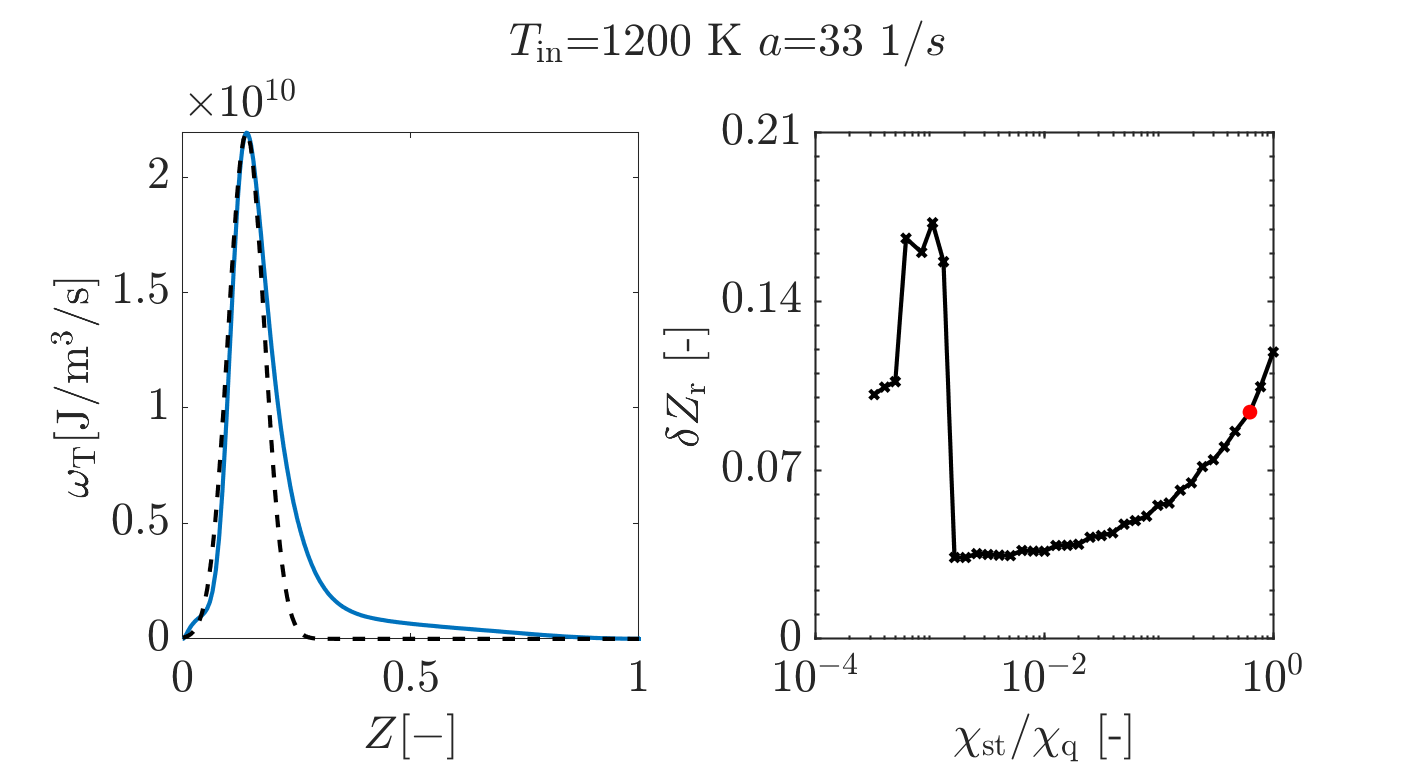 T_in=1200 K a=33 1/s
×10^10
2
1.5
1
0.5
0
0 0.5 1
ω_T[J/m^3/s]
Z[−]
0.21
0.14
0.07
0
10^−4 10^−2 10^0
δZ_r [-]
χ_st/χ_q [-]